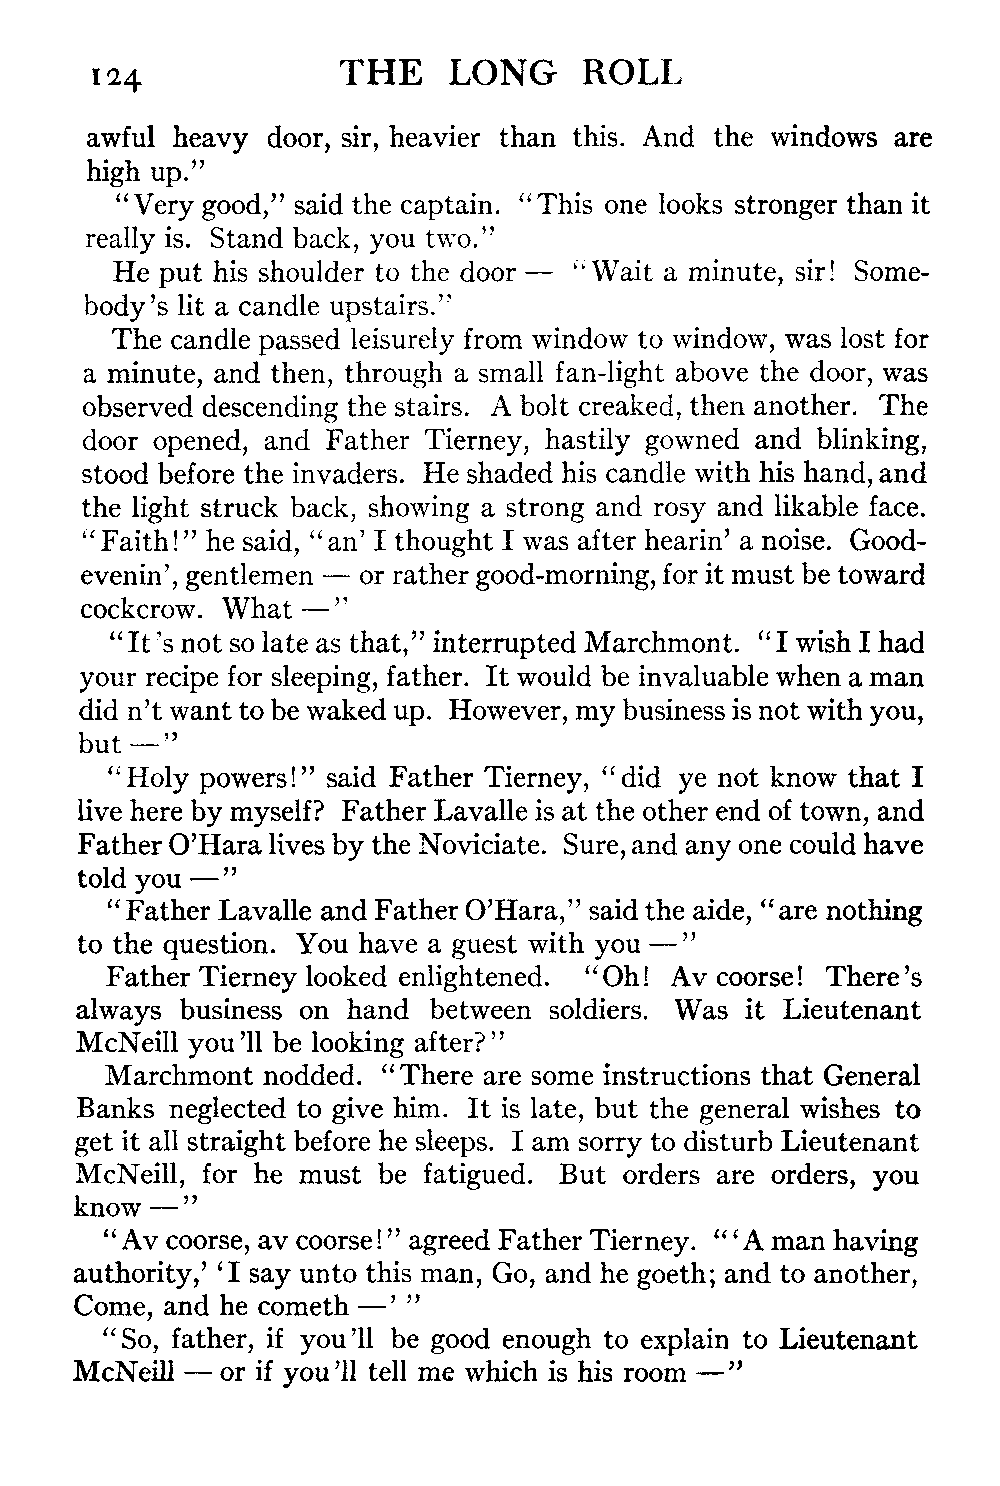 124 THE LONG ROLL
awful heavy door, sir, heavier than this. And the windows are
high up.”
“Very good,” said the captain. “This one looks stronger than it
really is. Stand back, you two.”
He put his shoulder to the door — “Wait a minute, sir! Some-
body’s lit a candle upstairs.”
The candle passed leisurely from window to window, was lost for
a minute, and then, through a small fan-light above the door, was
observed descending the stairs. A bolt creaked, then another. The
door opened, and Father Tierney, hastily gowned and blinking,
stood before the invaders. He shaded his candle with his hand, and
the light struck back, showing a strong and rosy and likable face.
“Faith!” he said, “an’ I thought I was after hearin’ a noise. Good-
evenin’, gentlemen — or rather good-morning, for it must be toward
cockcrow. What —”
“It’s not so late as that,” interrupted Marchmont. “I wish I had
your recipe for sleeping, father. It would be invaluable when a man
did n’t want to be waked up. However, my business is not with you,
but —”
“Holy powers!” said Father Tierney, “did ye not know that I
live here by myself? Father Lavalle is at the other end of town, and
Father O’Hara lives by the Noviciate. Sure, and any one could have
told you —”
“Father Lavalle and Father O’Hara,” said the aide, “are nothing
to the question. You have a guest with you —”
Father Tierney looked enlightened. “Oh! Av coorse! There’s
always business on hand between soldiers. Was it Lieutenant
McNeill you’ll be looking after?”
Marchmont nodded. “There are some instructions that General
Banks neglected to give him. It is late, but the general wishes to
get it all straight before he sleeps. I am sorry to disturb Lieutenant
McNeill, for he must be fatigued. But orders are orders, you
know —”
“Av coorse, av coorse!” agreed Father Tierney. “‘A man having
authority,’ ‘I say unto this man, Go, and he goeth; and to another,
Come, and he cometh —’ ”
“So, father, if you’ll be good enough to explain to Lieutenant
McNeill — or if you’ll tell me which is his room —”